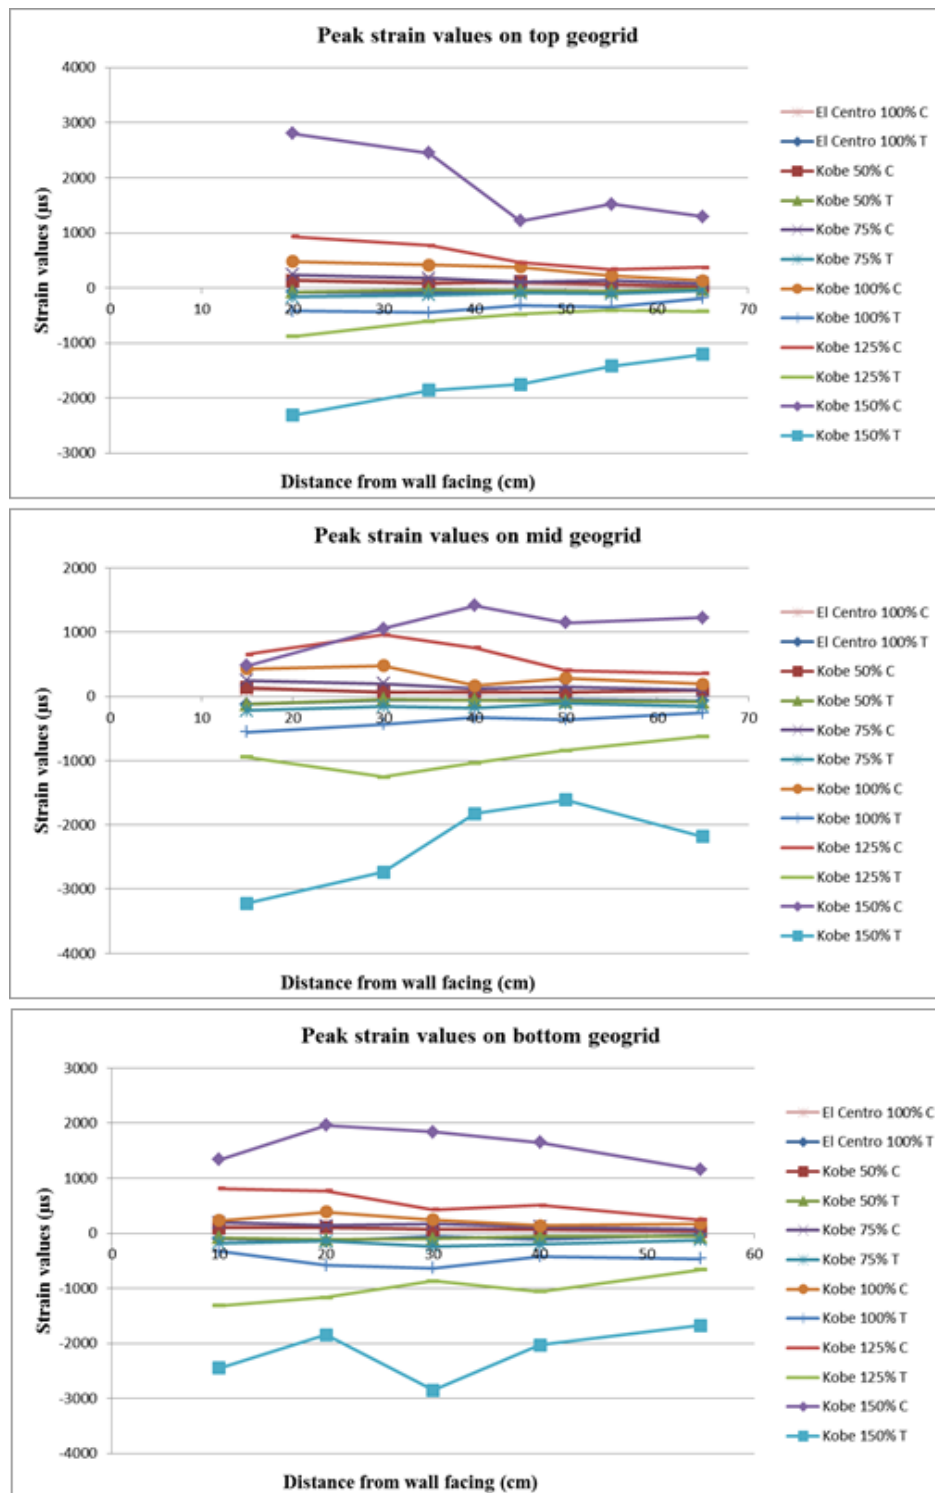 Peak strain values on top geogrid
4000
3000
2000
1000
0
-1000
-2000
-3000
0 10 20 30 40 50 60 70
Strain values (µs)
Distance from wall facing (cm)
El Centro 100% C
El Centro 100% T
Kobe 50% C
Kobe 50% T
Kobe 75% C
Kobe 75% T
Kobe 100% C
Kobe 100% T
Kobe 125% C
Kobe 125% T
Kobe 150% C
Kobe 150% T
Peak strain values on mid geogrid
2000
1000
0
-1000
-2000
-3000
-4000
0 10 20 30 40 50 60 70
Strain values (µs)
Distance from wall facing (cm)
El Centro 100% C
El Centro 100% T
Kobe 50% C
Kobe 50% T
Kobe 75% C
Kobe 75% T
Kobe 100% C
Kobe 100% T
Kobe 125% C
Kobe 125% T
Kobe 150% C
Kobe 150% T
Peak strain values on bottom geogrid
3000
2000
1000
0
-1000
-2000
-3000
-4000
0 10 20 30 40 50 60
Strain values (µs)
Distance from wall facing (cm)
El Centro 100% C
El Centro 100% T
Kobe 50% C
Kobe 50% T
Kobe 75% C
Kobe 75% T
Kobe 100% C
Kobe 100% T
Kobe 125% C
Kobe 125% T
Kobe 150% C
Kobe 150% T